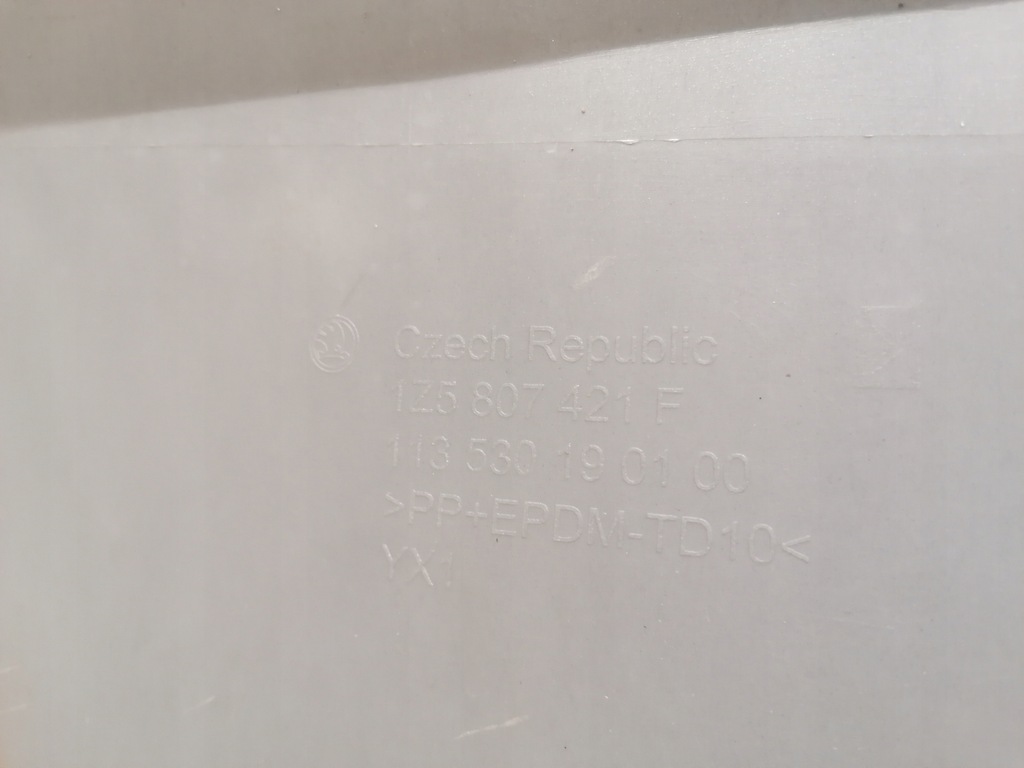 Czech Republic
1Z5 807 421 F
113 530 19 01 00
>PP+EPDM-TD10<
YX1